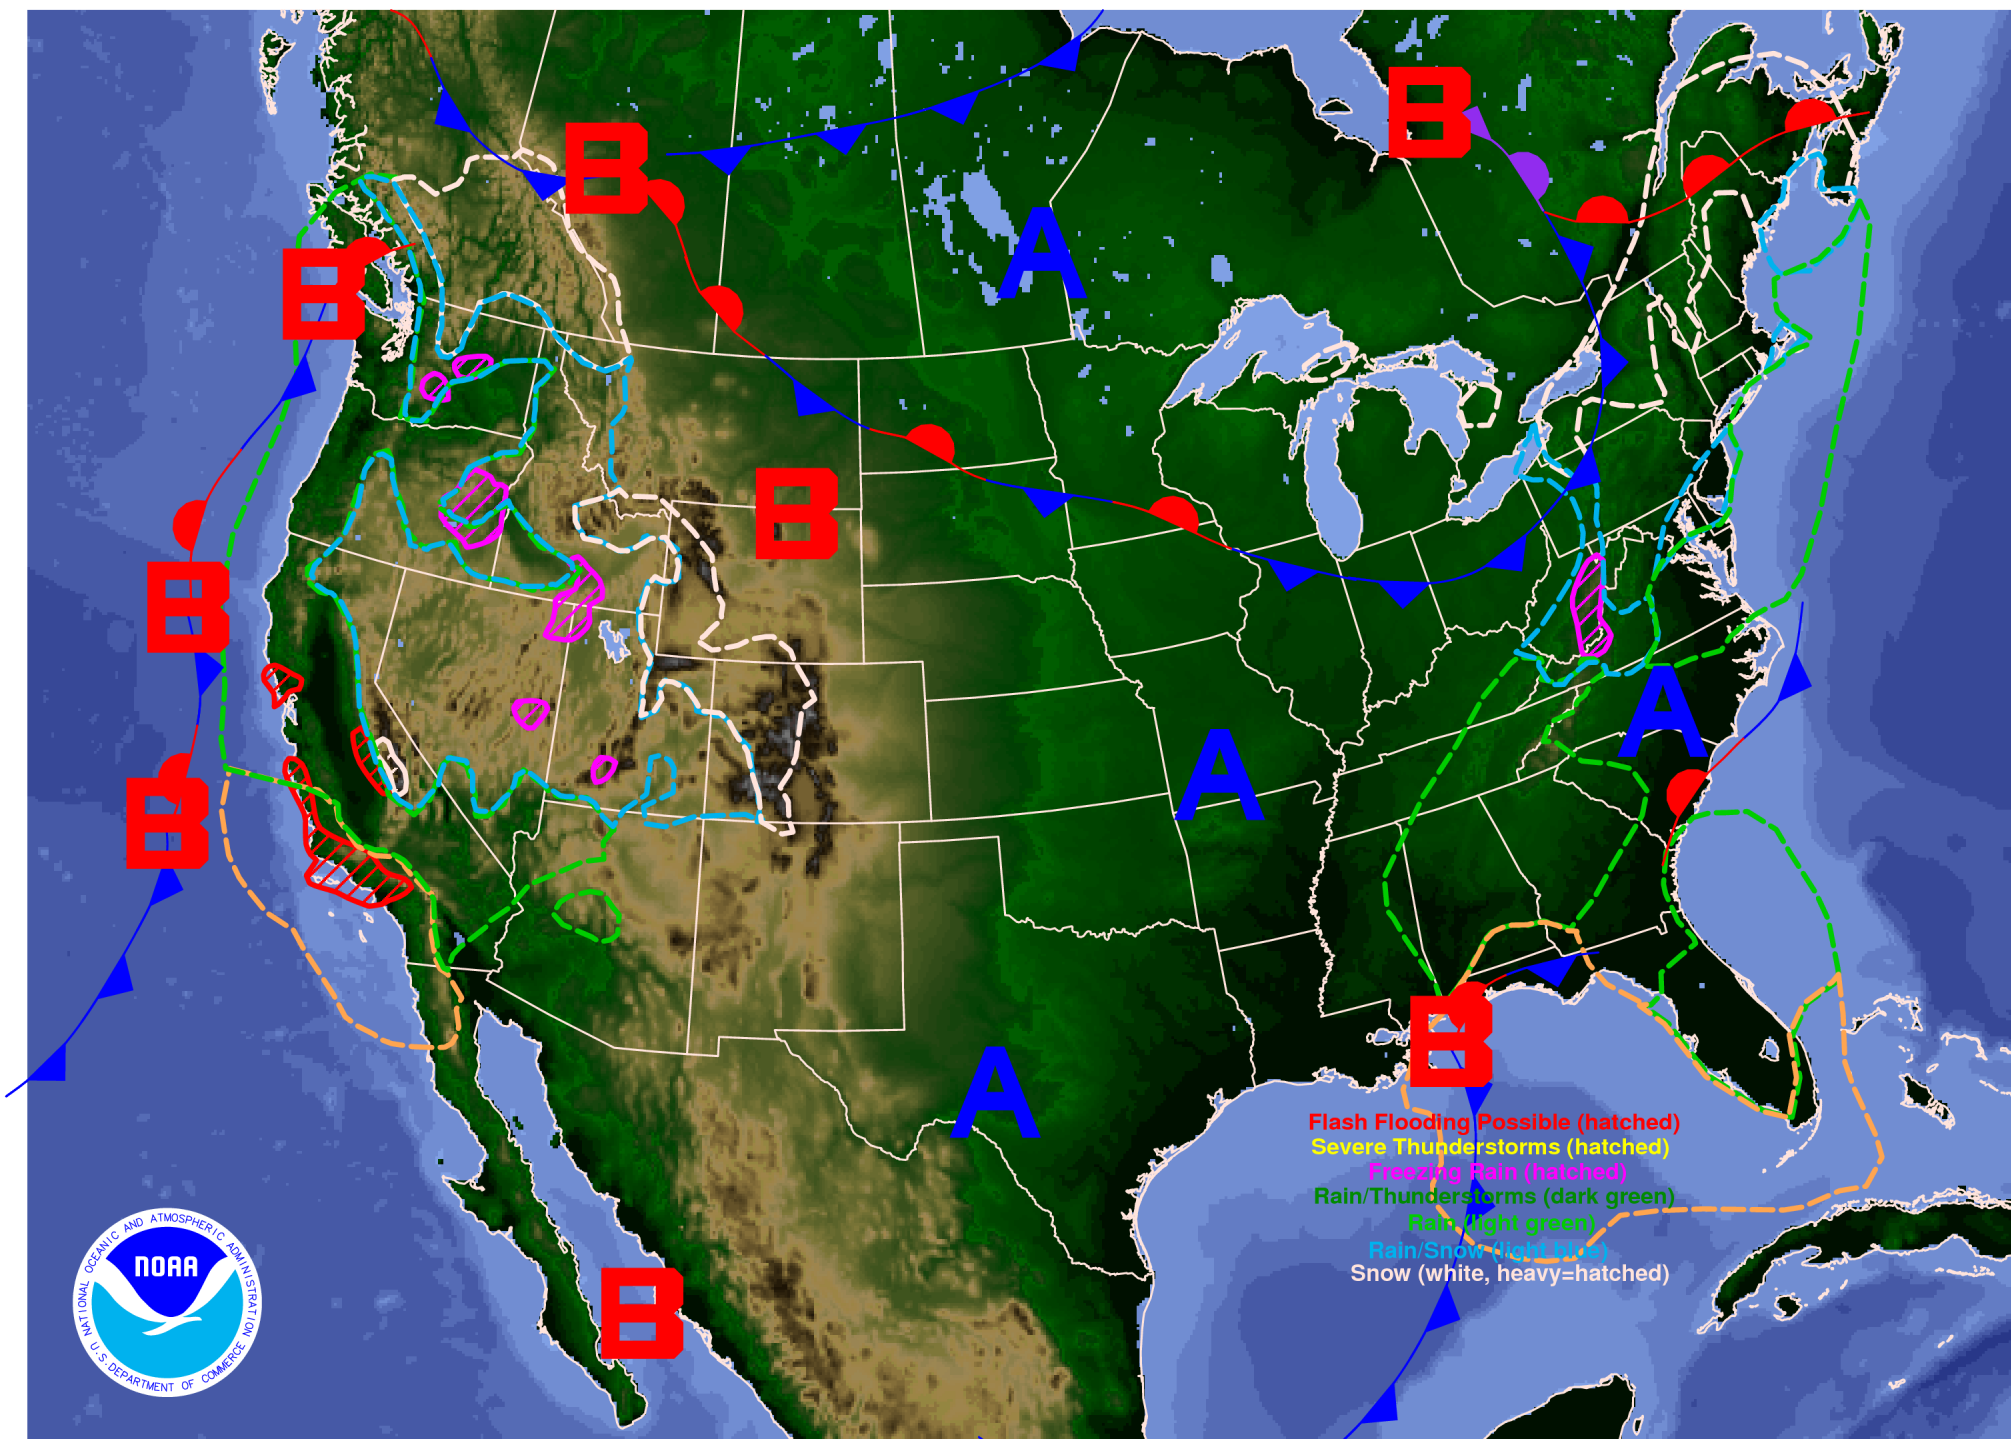 B
B
A
B
B
B
A
A
B
A
B
Flash Flooding Possible (hatched)
Severe Thunderstorms (hatched)
Freezing Rain (hatched)
Rain/Thunderstorms (dark green)
Rain (light green)
Rain/Snow (light blue)
Snow (white, heavy=hatched)
NATIONAL OCEANIC AND ATMOSPHERIC ADMINISTRATION
NOAA
U.S. DEPARTMENT OF COMMERCE
B